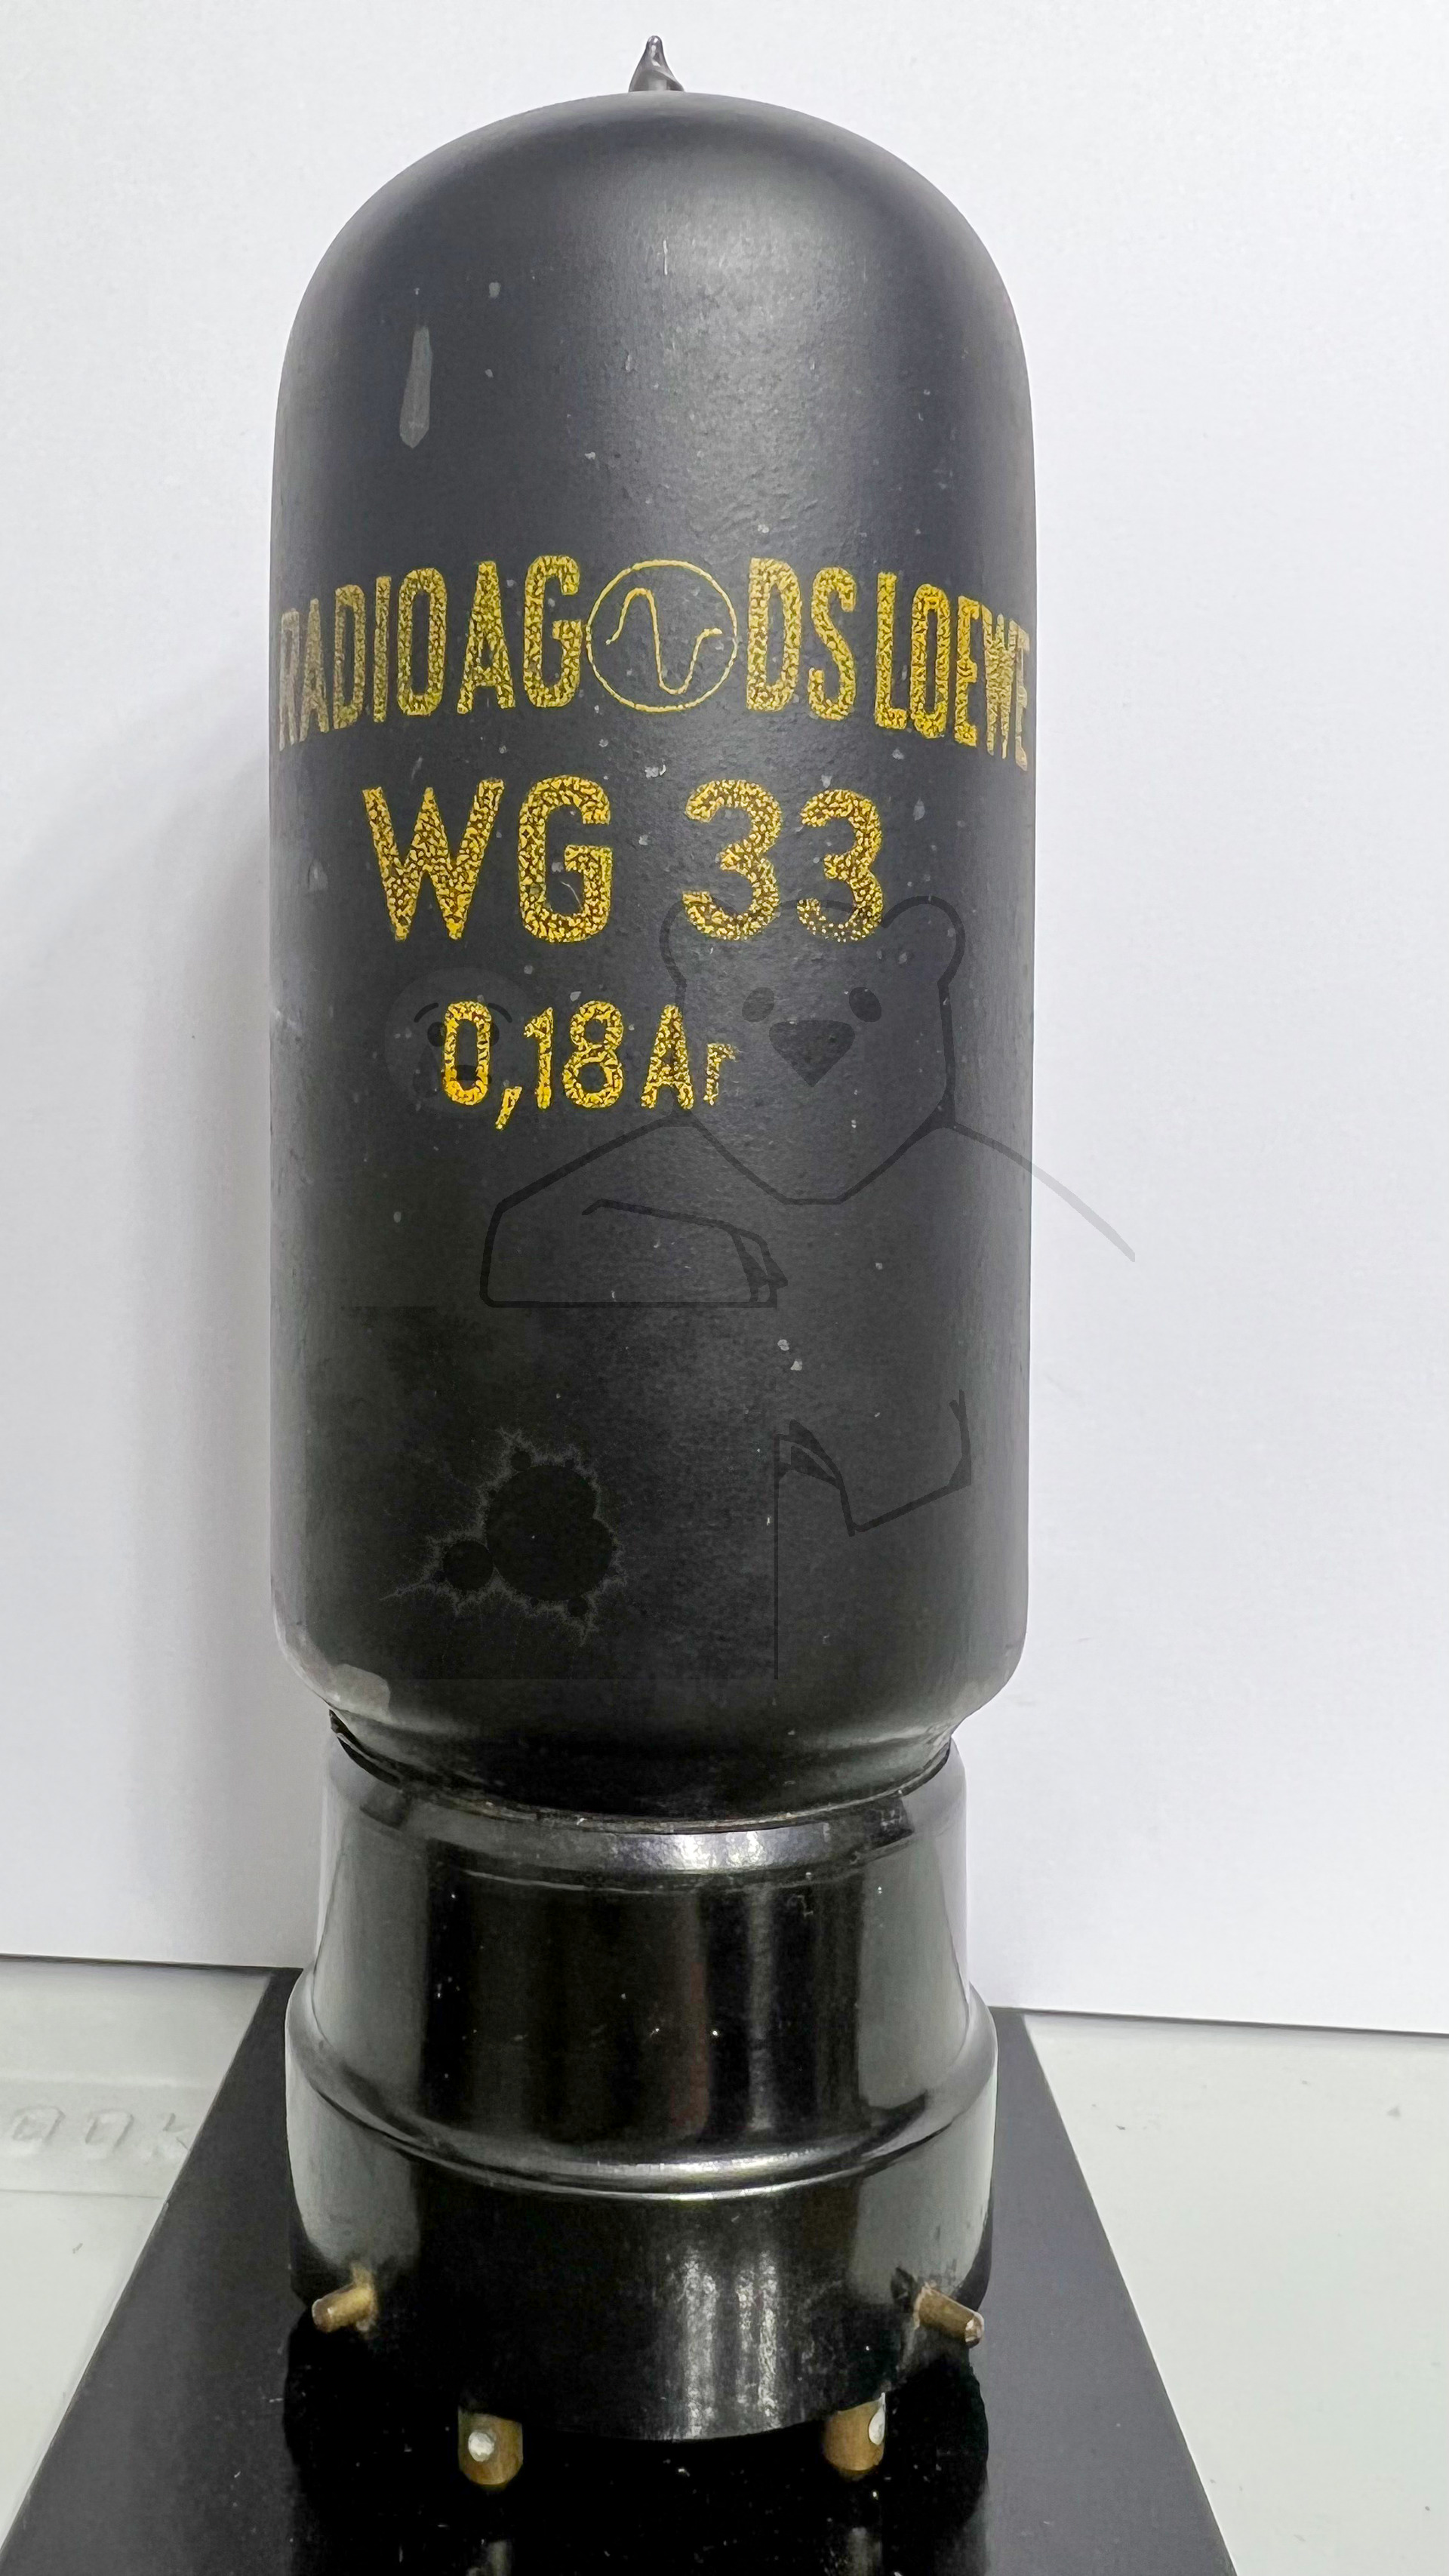 RADIO AG DS LOEWE
WG 33
0,18 Ar